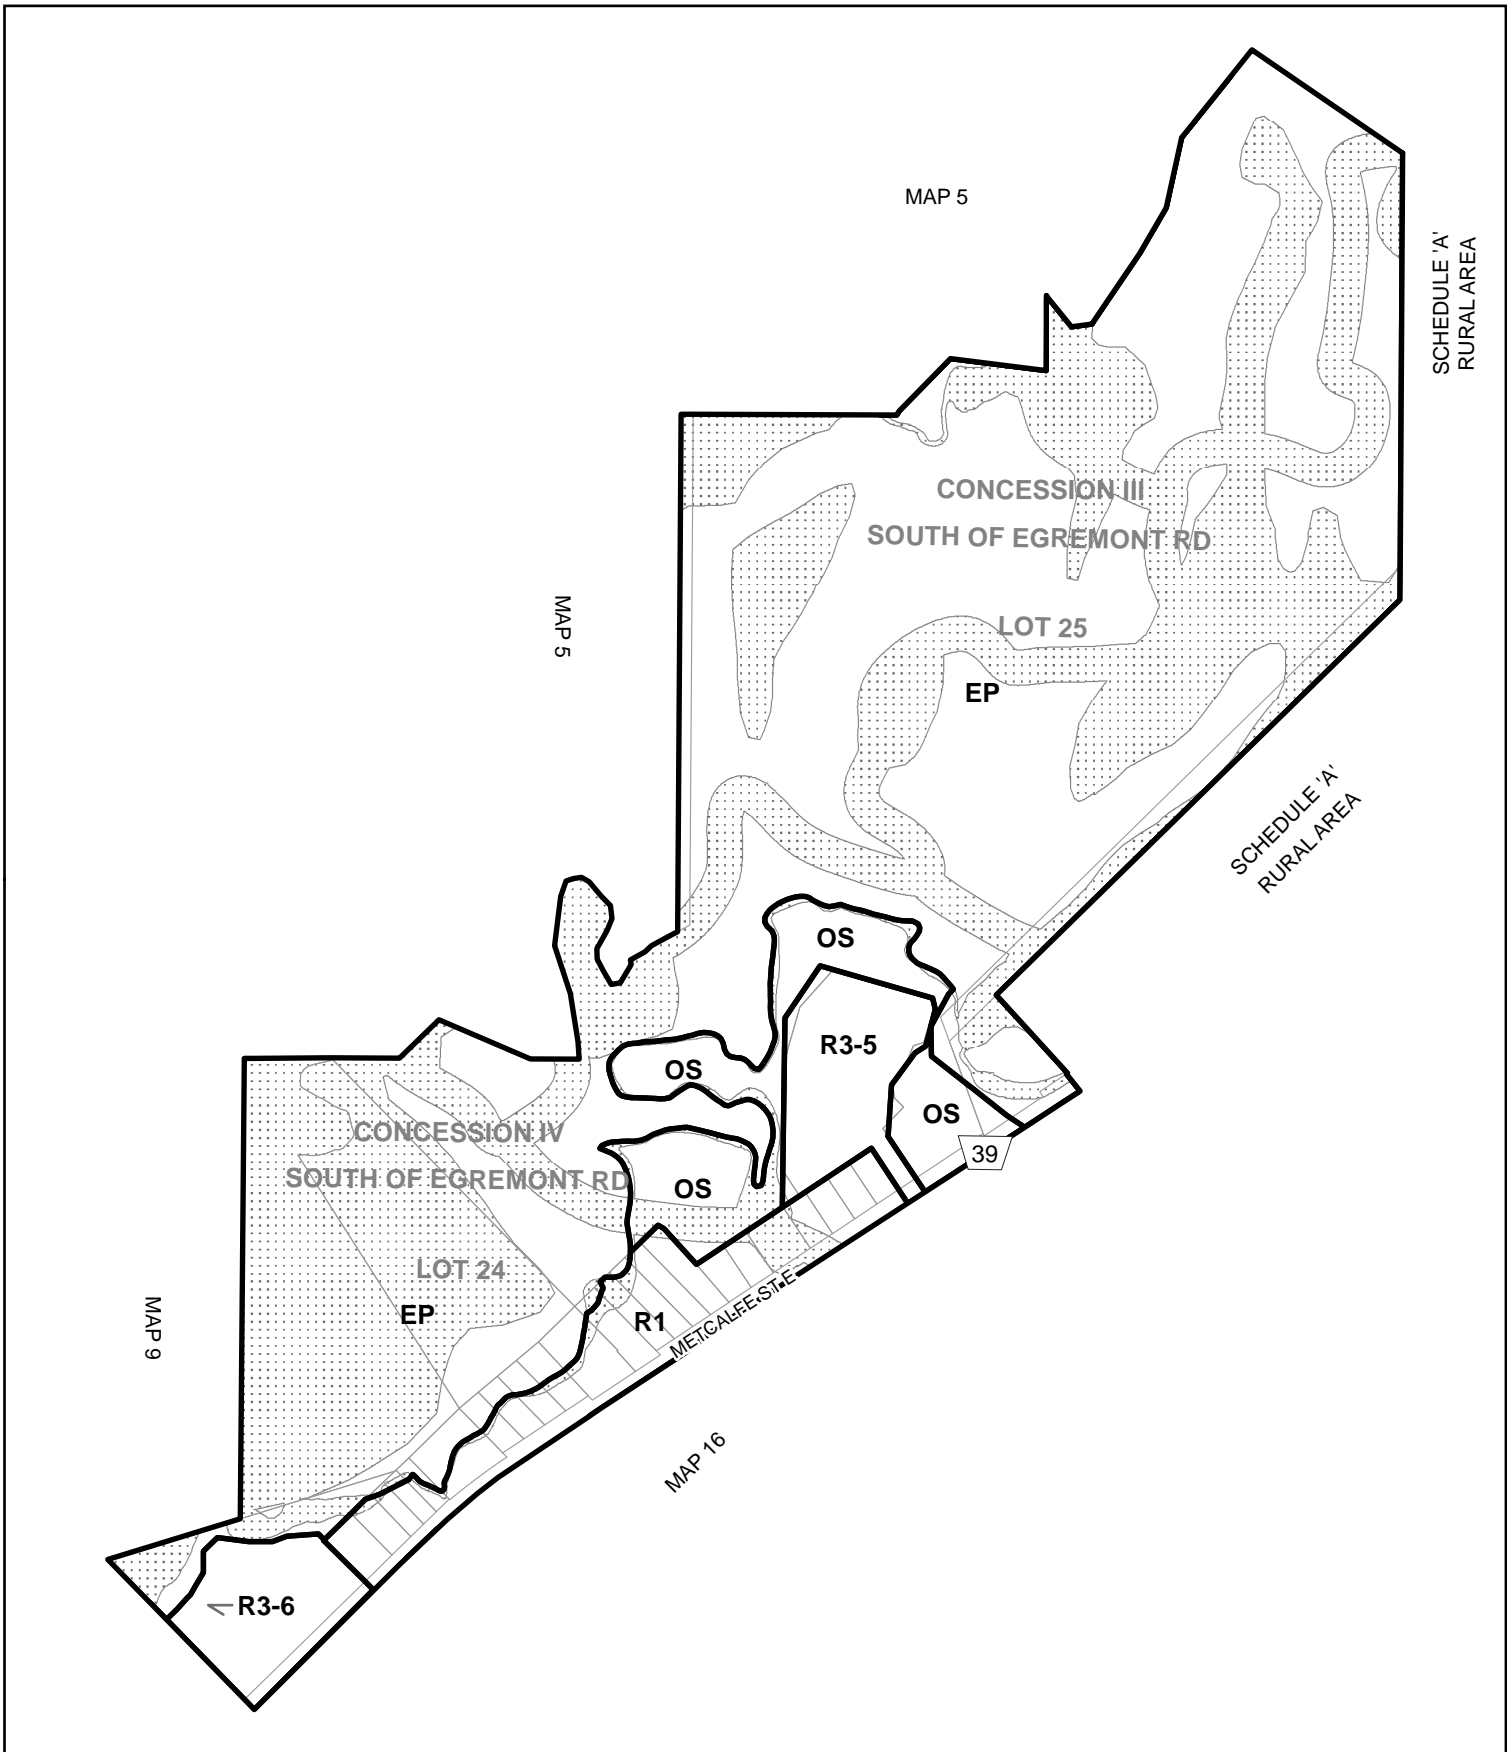 MAP 5
SCHEDULE 'A'
RURAL AREA
CONCESSION III
SOUTH OF EGREMONT RD
MAP 5
LOT 25
EP
SCHEDULE 'A'
RURAL AREA
OS
R3-5
OS
OS
CONCESSION IV
39
SOUTH OF EGREMONT RD
OS
LOT 24
EP
R1
METCALFE ST E
MAP 9
MAP 16
R3-6